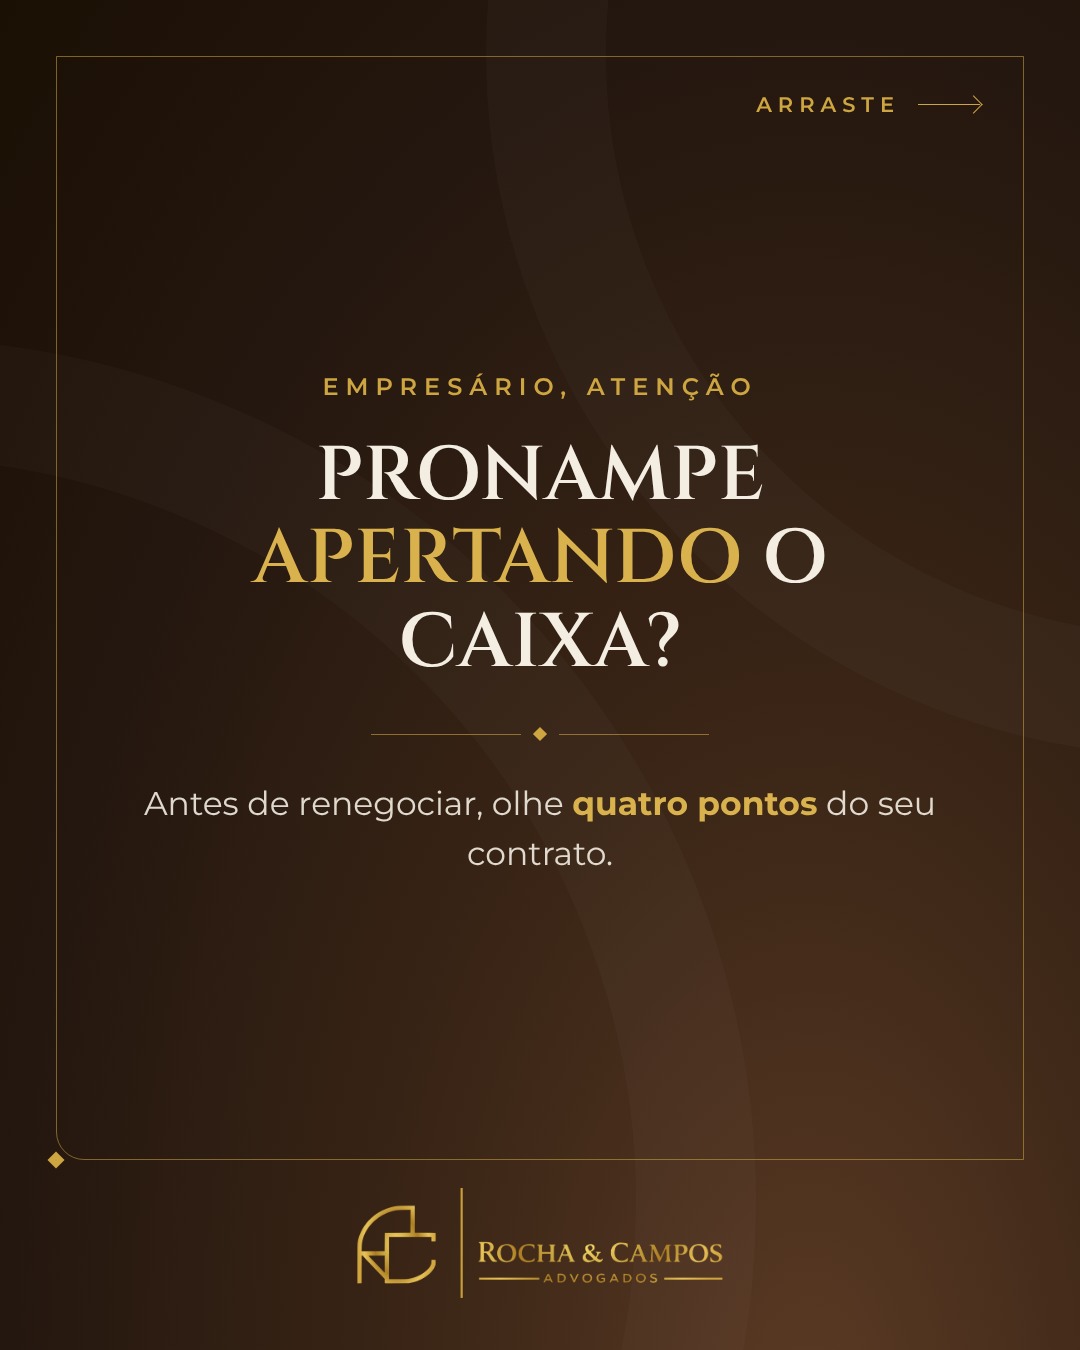 ARRASTE
EMPRESÁRIO, ATENÇÃO
PRONAMPE
APERTANDO O
CAIXA?
Antes de renegociar, olhe quatro pontos do seu
contrato.
ROCHA & CAMPOS
ADVOGADOS